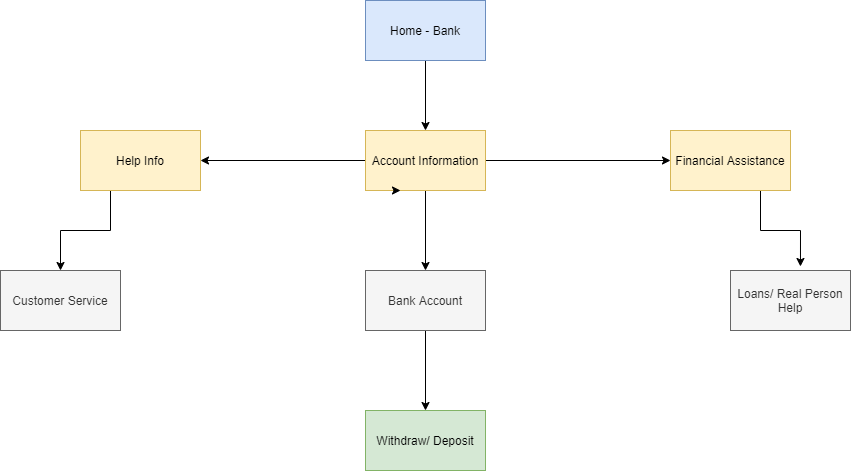 Home - Bank
Help Info
Account Information
Financial Assistance
Customer Service
Bank Account
Loans/ Real Person
Help
Withdraw/ Deposit